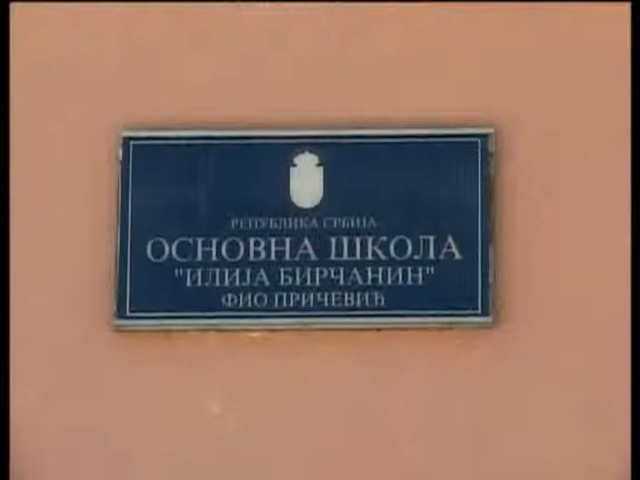 РЕПУБЛИКА СРБИЈА
ОСНОВНА ШКОЛА
"ИЛИЈА БИРЧАНИН"
ФИО ПРИЧЕВИЋ